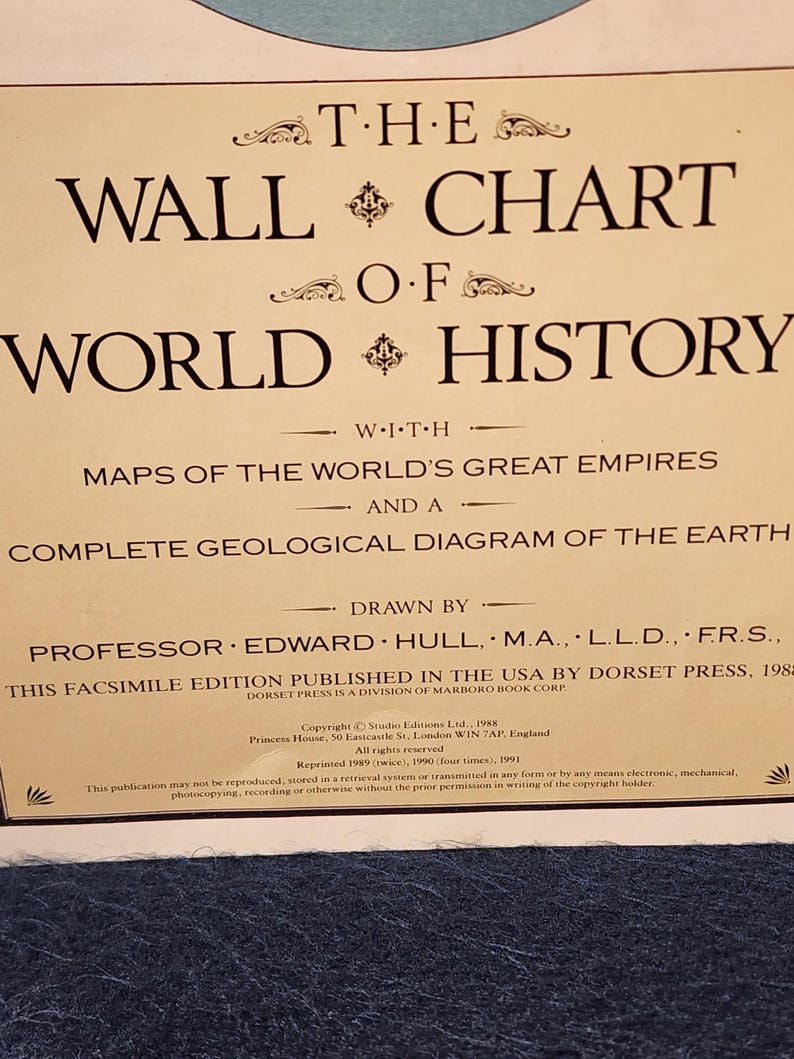 T·H·E
WALL CHART
O·F
WORLD HISTORY
W·I·T·H
MAPS OF THE WORLD'S GREAT EMPIRES
AND A
COMPLETE GEOLOGICAL DIAGRAM OF THE EARTH
DRAWN BY
PROFESSOR · EDWARD · HULL, · M.A., · L.L.D., · F.R.S.,
THIS FACSIMILE EDITION PUBLISHED IN THE USA BY DORSET PRESS, 1988
DORSET PRESS IS A DIVISION OF MARBORO BOOK CORP.
Copyright © Studio Editions Ltd., 1988
Princess House, 50 Eastcastle St, London W1N 7AP, England
All rights reserved
Reprinted 1989 (twice), 1990 (four times), 1991
This publication may not be reproduced, stored in a retrieval system or transmitted in any form or by any means electronic, mechanical,
photocopying, recording or otherwise without the prior permission in writing of the copyright holder.